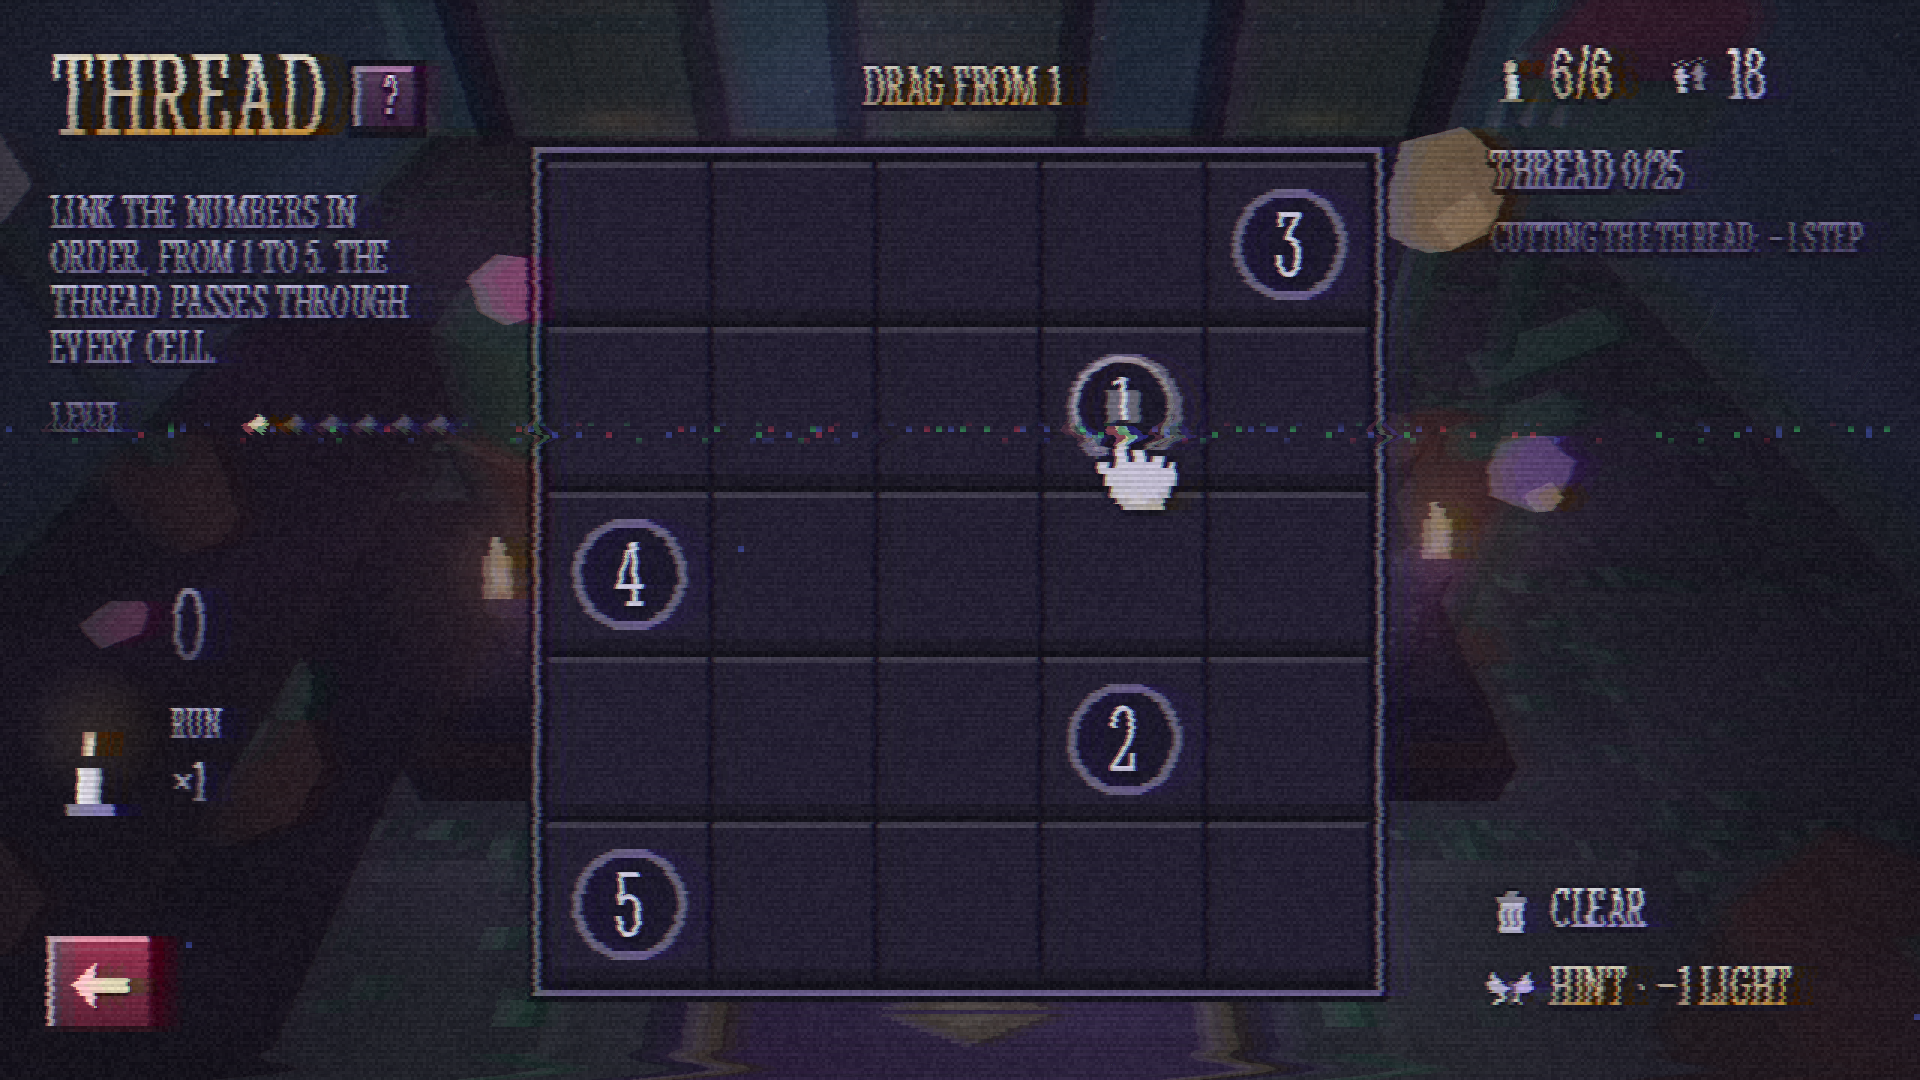 THREAD ?
DRAG FROM 1
6/6 18
THREAD 0/25
CUTTING THE THREAD: -1 STEP
LINK THE NUMBERS IN
ORDER, FROM 1 TO 5. THE
THREAD PASSES THROUGH
EVERY CELL.
LEVEL
3
1
4
2
5
0
RUN
×1
CLEAR
HINT · -1 LIGHT